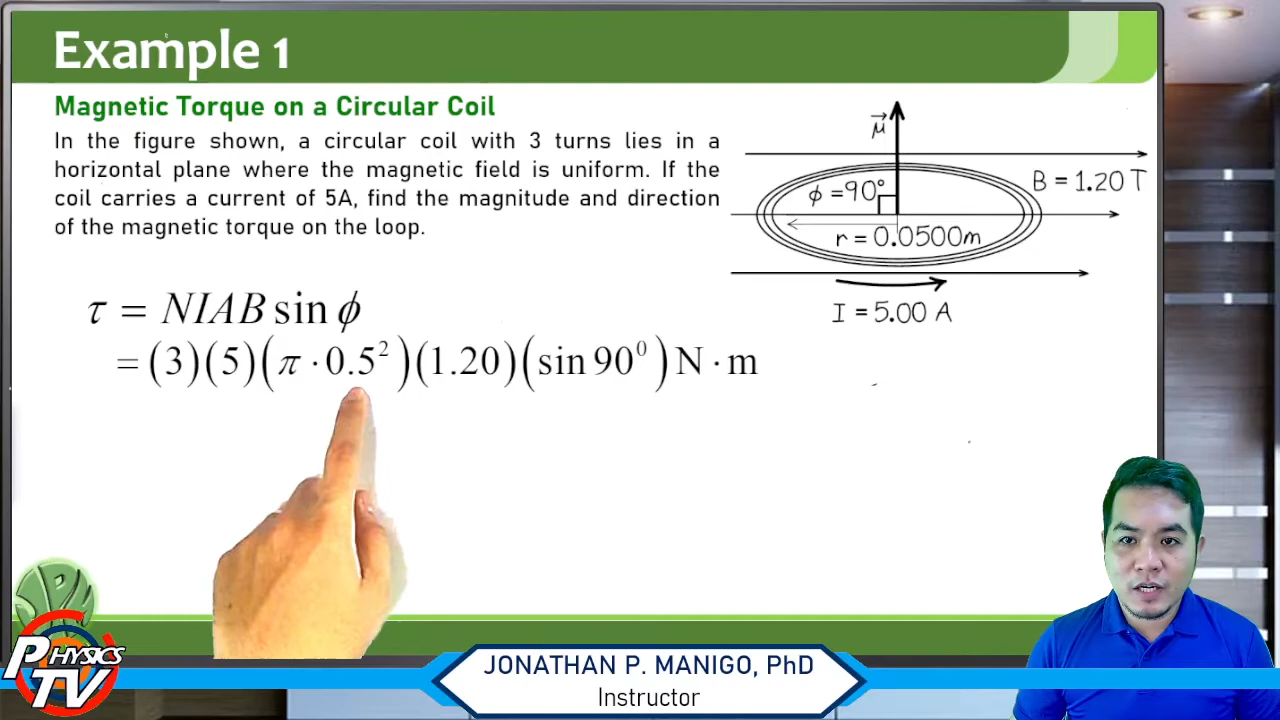 Example 1
Magnetic Torque on a Circular Coil
In the figure shown, a circular coil with 3 turns lies in a
horizontal plane where the magnetic field is uniform. If the
coil carries a current of 5A, find the magnitude and direction
of the magnetic torque on the loop.
μ⃗
ϕ = 90°
B = 1.20 T
r = 0.0500m
I = 5.00 A
τ = NIAB sin ϕ
= (3)(5)(π · 0.5²)(1.20)(sin 90⁰) N · m
PHYSICS
TV
JONATHAN P. MANIGO, PhD
Instructor